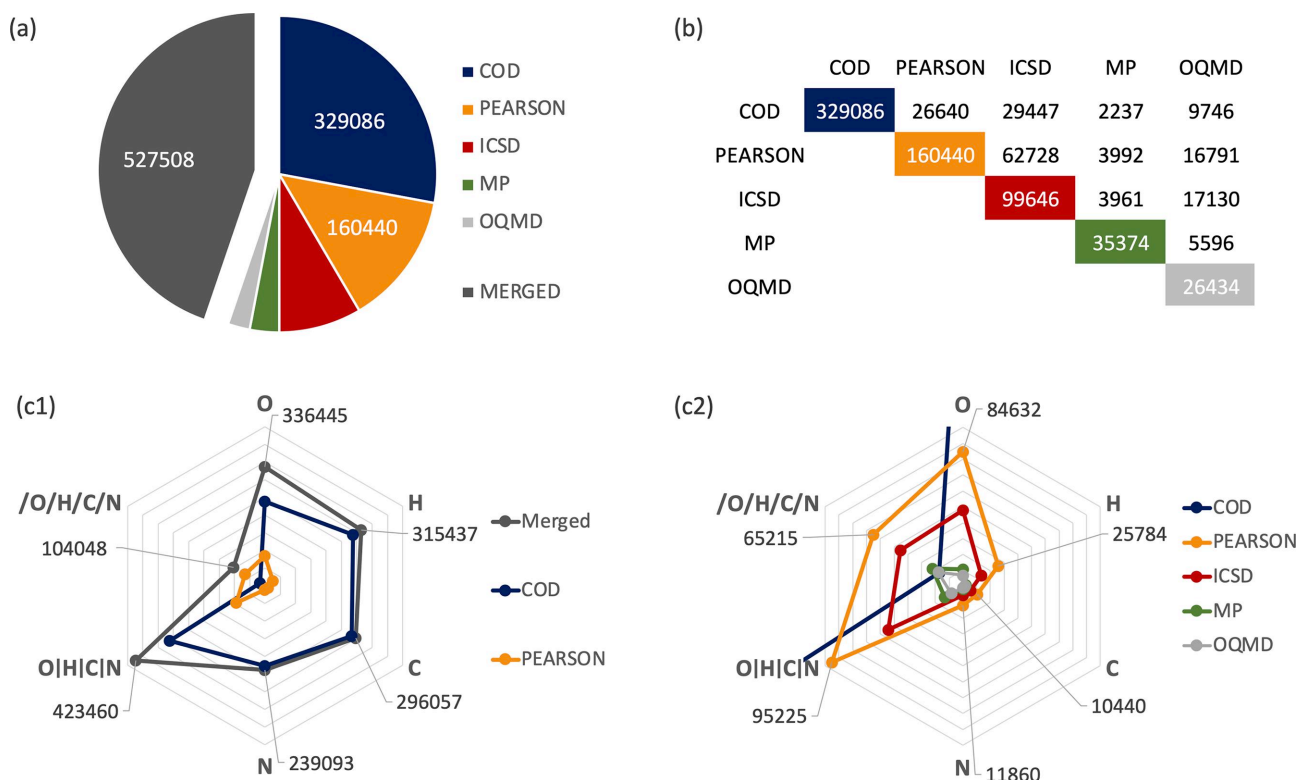 (a)
527508
329086
160440
COD
PEARSON
ICSD
MP
OQMD
MERGED
(b)
COD PEARSON ICSD MP OQMD
COD 329086 26640 29447 2237 9746
PEARSON 160440 62728 3992 16791
ICSD 99646 3961 17130
MP 35374 5596
OQMD 26434
(c1)
O
336445
H
315437
/O/H/C/N
104048
O|H|C|N
423460
C
296057
N
239093
Merged
COD
PEARSON
(c2)
O
84632
H
25784
/O/H/C/N
65215
O|H|C|N
95225
C
10440
N
11860
COD
PEARSON
ICSD
MP
OQMD